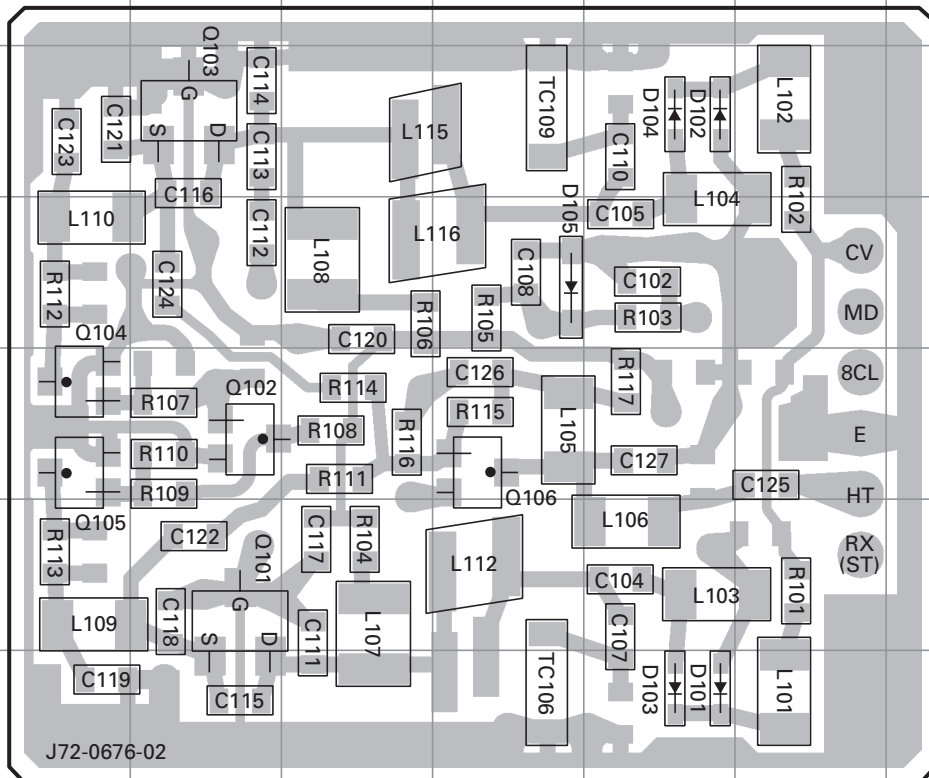 Q103
G
S
D
C114
C121
C123
C113
L115
TC109
C110
D104
D102
L102
L110
C116
C112
L108
L116
D105
C105
L104
R102
R112
C124
C108
C102
CV
R106
R105
R103
MD
Q104
C120
R107
Q102
R114
C126
R117
8CL
R115
R108
R116
L105
E
R110
R111
C127
R109
Q106
C125
HT
Q105
C122
C117
R104
L106
RX
(ST)
R113
Q101
L112
C104
L103
R101
G
L109
C118
S
D
C111
L107
C107
C119
C115
TC106
D103
D101
L101
J72-0676-02